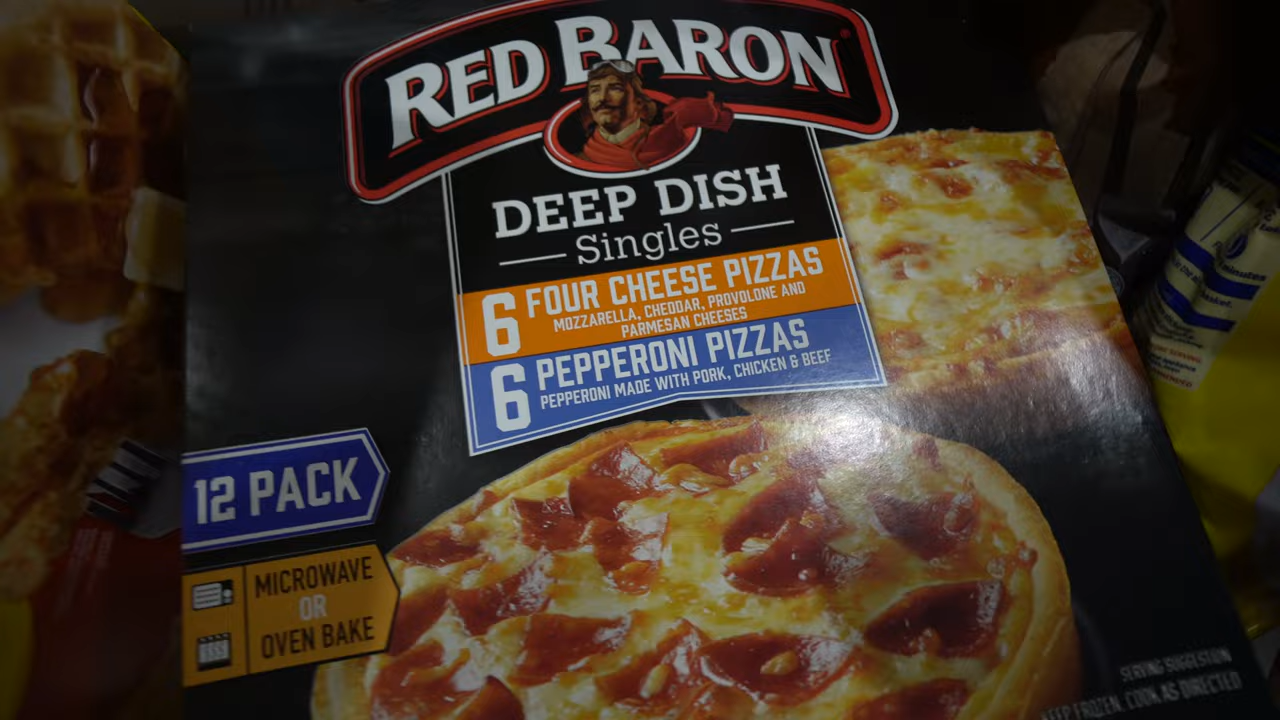 RED BARON
DEEP DISH
Singles
6 FOUR CHEESE PIZZAS
MOZZARELLA, CHEDDAR, PROVOLONE AND
PARMESAN CHEESES
6 PEPPERONI PIZZAS
PEPPERONI MADE WITH PORK, CHICKEN & BEEF
12 PACK
MICROWAVE
OR
OVEN BAKE
SERVING SUGGESTION
KEEP FROZEN. COOK AS DIRECTED
minutes